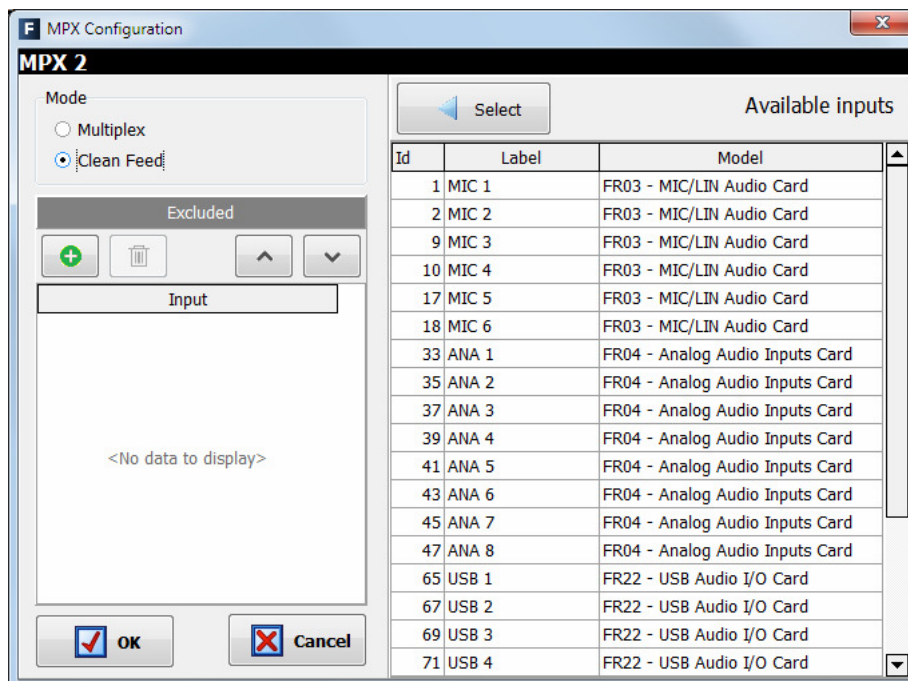 F MPX Configuration
MPX 2
Mode
Multiplex
Clean Feed
Excluded
Input
<No data to display>
OK Cancel
Select Available inputs
Id Label Model
1 MIC 1 FR03 - MIC/LIN Audio Card
2 MIC 2 FR03 - MIC/LIN Audio Card
9 MIC 3 FR03 - MIC/LIN Audio Card
10 MIC 4 FR03 - MIC/LIN Audio Card
17 MIC 5 FR03 - MIC/LIN Audio Card
18 MIC 6 FR03 - MIC/LIN Audio Card
33 ANA 1 FR04 - Analog Audio Inputs Card
35 ANA 2 FR04 - Analog Audio Inputs Card
37 ANA 3 FR04 - Analog Audio Inputs Card
39 ANA 4 FR04 - Analog Audio Inputs Card
41 ANA 5 FR04 - Analog Audio Inputs Card
43 ANA 6 FR04 - Analog Audio Inputs Card
45 ANA 7 FR04 - Analog Audio Inputs Card
47 ANA 8 FR04 - Analog Audio Inputs Card
65 USB 1 FR22 - USB Audio I/O Card
67 USB 2 FR22 - USB Audio I/O Card
69 USB 3 FR22 - USB Audio I/O Card
71 USB 4 FR22 - USB Audio I/O Card